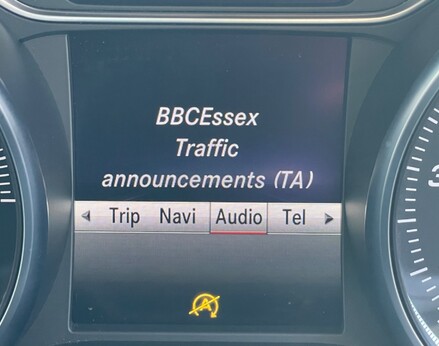 BBCEssex
Traffic
announcements (TA)
Trip Navi Audio Tel
A